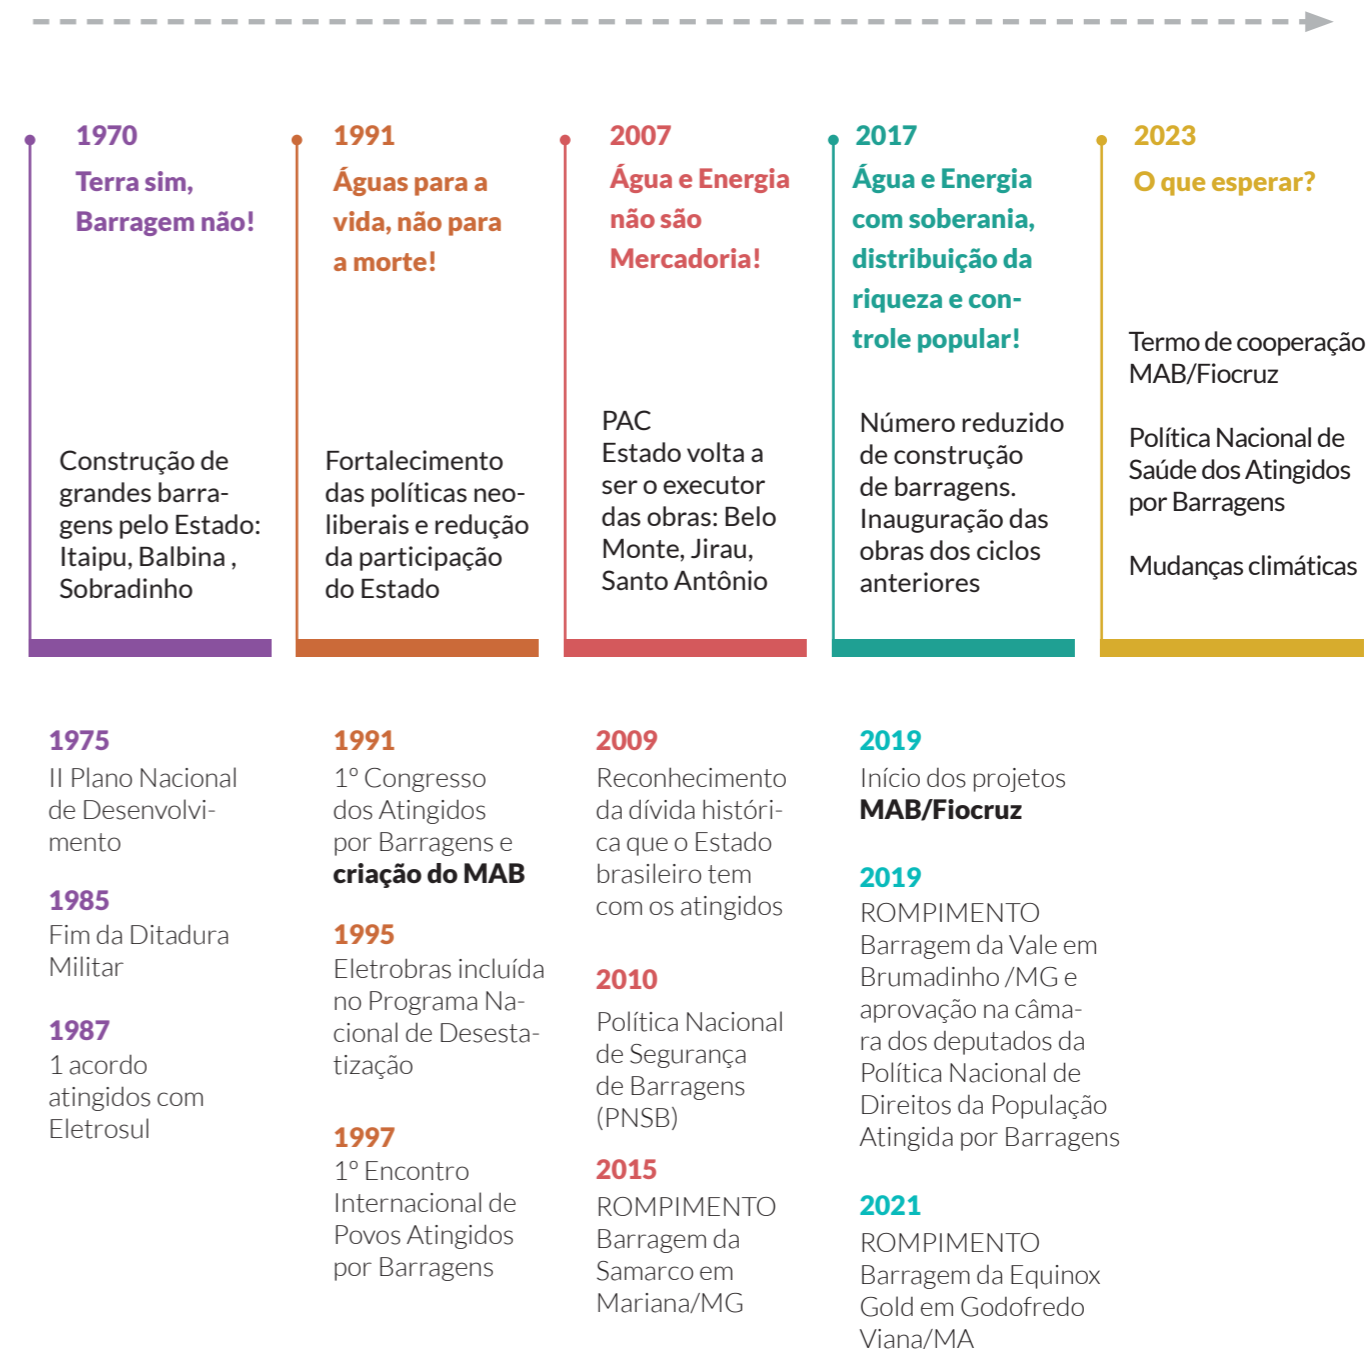 1970
Terra sim,
Barragem não!
Construção de
grandes barra-
gens pelo Estado:
Itaipu, Balbina ,
Sobradinho
1991
Águas para a
vida, não para
a morte!
Fortalecimento
das políticas neo-
liberais e redução
da participação
do Estado
2007
Água e Energia
não são
Mercadoria!
PAC
Estado volta a
ser o executor
das obras: Belo
Monte, Jirau,
Santo Antônio
2017
Água e Energia
com soberania,
distribuição da
riqueza e con-
trole popular!
Número reduzido
de construção
de barragens.
Inauguração das
obras dos ciclos
anteriores
2023
O que esperar?
Termo de cooperação
MAB/Fiocruz
Política Nacional de
Saúde dos Atingidos
por Barragens
Mudanças climáticas
1975
II Plano Nacional
de Desenvolvi-
mento
1985
Fim da Ditadura
Militar
1987
1 acordo
atingidos com
Eletrosul
1991
1º Congresso
dos Atingidos
por Barragens e
criação do MAB
1995
Eletrobras incluída
no Programa Na-
cional de Desesta-
tização
1997
1º Encontro
Internacional de
Povos Atingidos
por Barragens
2009
Reconhecimento
da dívida históri-
ca que o Estado
brasileiro tem
com os atingidos
2010
Política Nacional
de Segurança
de Barragens
(PNSB)
2015
ROMPIMENTO
Barragem da
Samarco em
Mariana/MG
2019
Início dos projetos
MAB/Fiocruz
2019
ROMPIMENTO
Barragem da Vale em
Brumadinho /MG e
aprovação na câma-
ra dos deputados da
Política Nacional de
Direitos da População
Atingida por Barragens
2021
ROMPIMENTO
Barragem da Equinox
Gold em Godofredo
Viana/MA